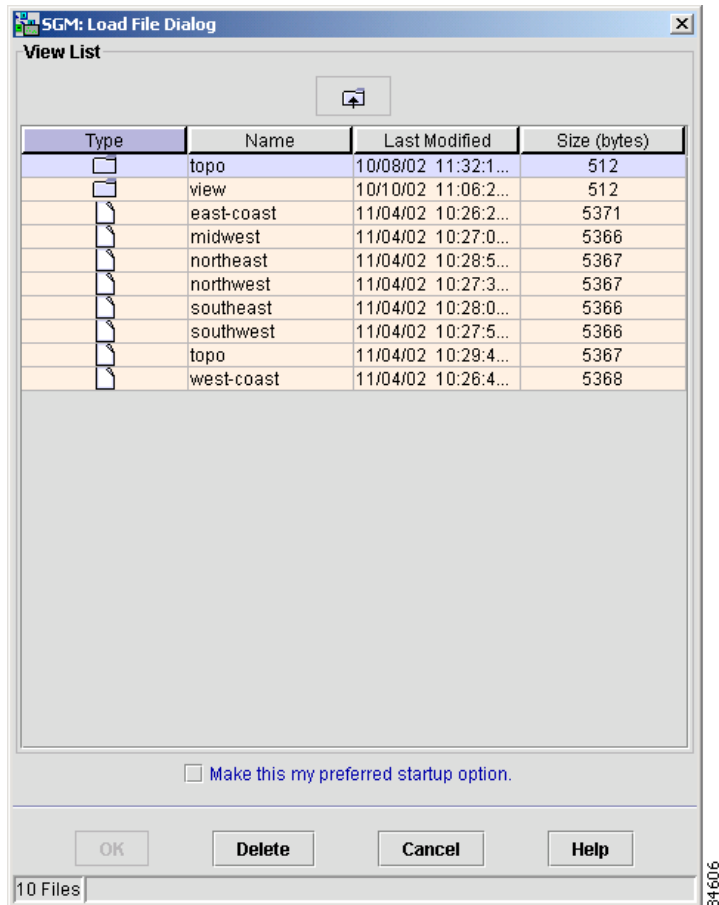 SGM: Load File Dialog
View List
Type Name Last Modified Size (bytes)
topo 10/08/02 11:32:1... 512
view 10/10/02 11:06:2... 512
east-coast 11/04/02 10:26:2... 5371
midwest 11/04/02 10:27:0... 5366
northeast 11/04/02 10:28:5... 5367
northwest 11/04/02 10:27:3... 5367
southeast 11/04/02 10:28:0... 5366
southwest 11/04/02 10:27:5... 5366
topo 11/04/02 10:29:4... 5367
west-coast 11/04/02 10:26:4... 5368
Make this my preferred startup option.
OK Delete Cancel Help
10 Files
84606